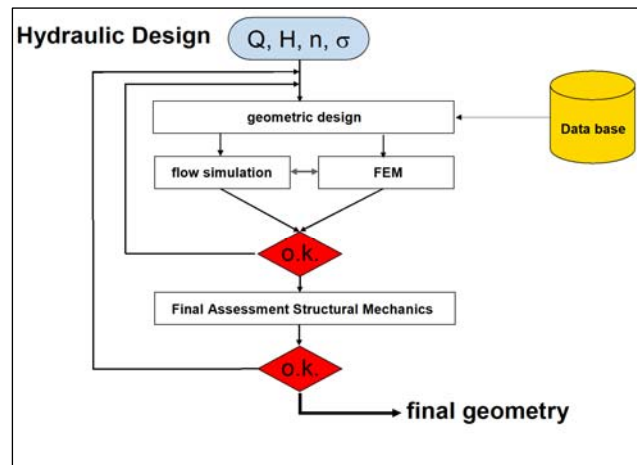 Hydraulic Design
Q, H, n, σ
geometric design
Data base
flow simulation
FEM
o.k.
Final Assessment Structural Mechanics
o.k.
final geometry